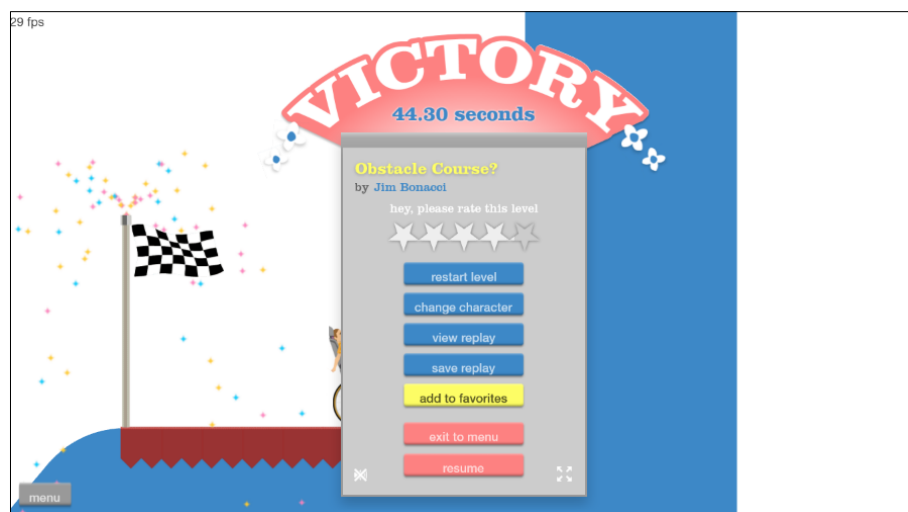 29 fps
VICTORY
44.30 seconds
Obstacle Course?
by Jim Bonacci
hey, please rate this level
restart level
change character
view replay
save replay
add to favorites
exit to menu
resume
menu